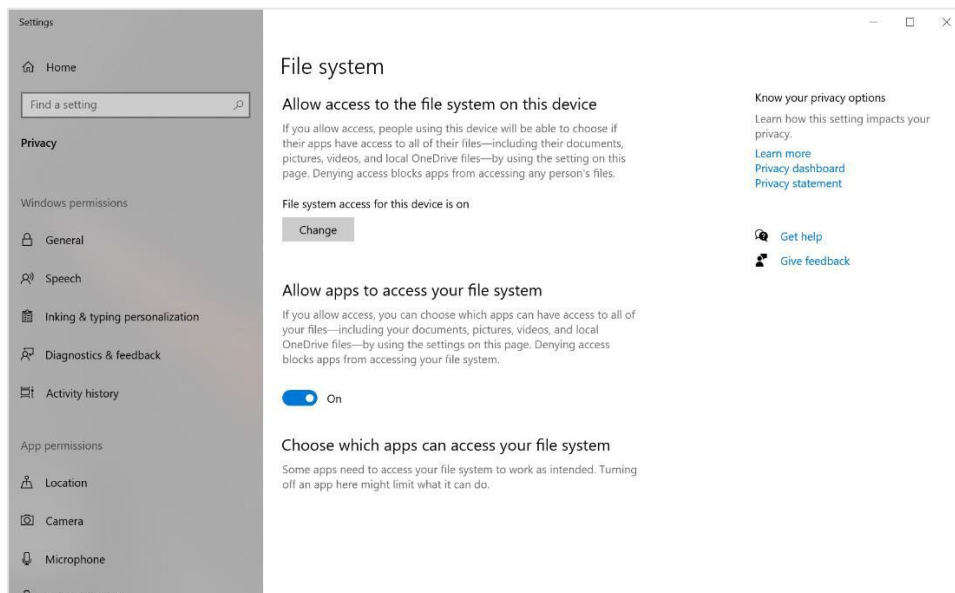 Settings
Home
Find a setting
Privacy
Windows permissions
General
Speech
Inking & typing personalization
Diagnostics & feedback
Activity history
App permissions
Location
Camera
Microphone
File system
Allow access to the file system on this device
If you allow access, people using this device will be able to choose if
their apps have access to all of their files—including their documents,
pictures, videos, and local OneDrive files—by using the setting on this
page. Denying access blocks apps from accessing any person's files.
File system access for this device is on
Change
Allow apps to access your file system
If you allow access, you can choose which apps can have access to all of
your files—including your documents, pictures, videos, and local
OneDrive files—by using the settings on this page. Denying access
blocks apps from accessing your file system.
On
Choose which apps can access your file system
Some apps need to access your file system to work as intended. Turning
off an app here might limit what it can do.
Know your privacy options
Learn how this setting impacts your
privacy.
Learn more
Privacy dashboard
Privacy statement
Get help
Give feedback